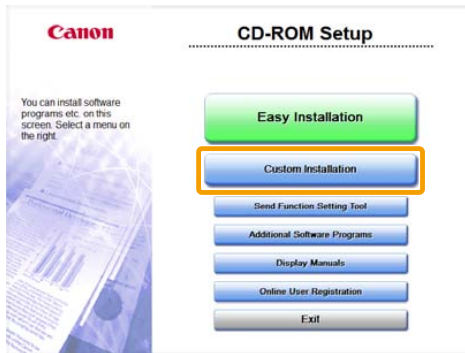 Canon
CD-ROM Setup
You can install software
programs etc. on this
screen. Select a menu on
the right.
Easy Installation
Custom Installation
Send Function Setting Tool
Additional Software Programs
Display Manuals
Online User Registration
Exit